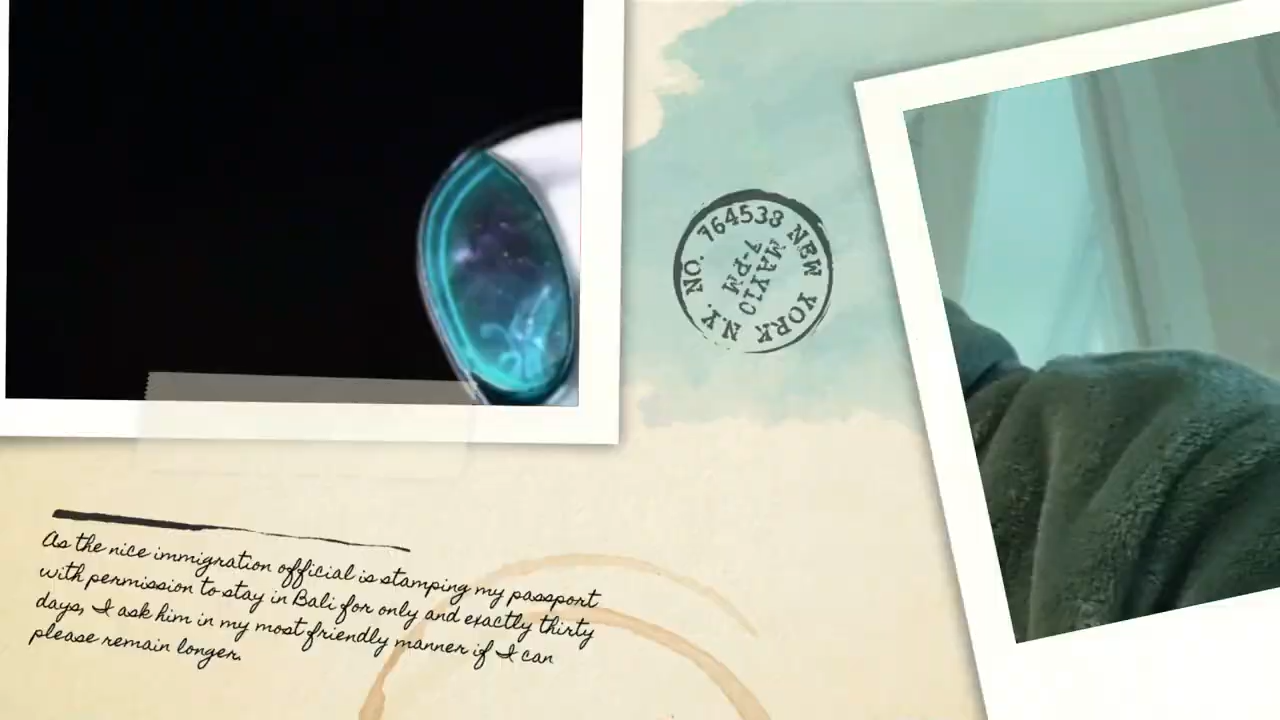 NEW YORK N.Y. NO. 764538
MAY10
7-PM
As the nice immigration official is stamping my passport
with permission to stay in Bali for only and exactly thirty
days, I ask him in my most friendly manner if I can
please remain longer.